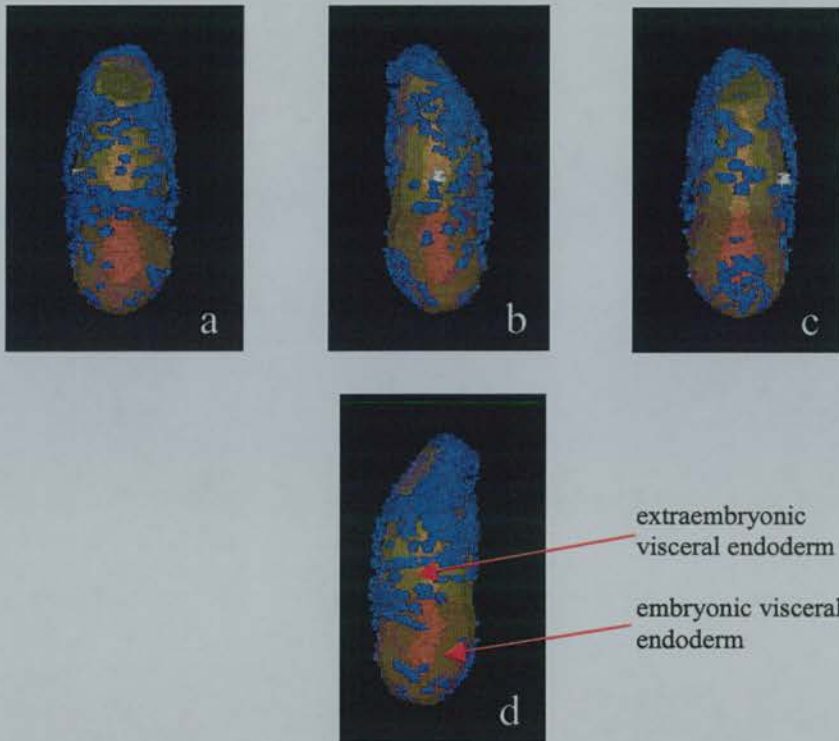 a
b
c
extraembryonic
visceral endoderm
embryonic visceral
endoderm
d